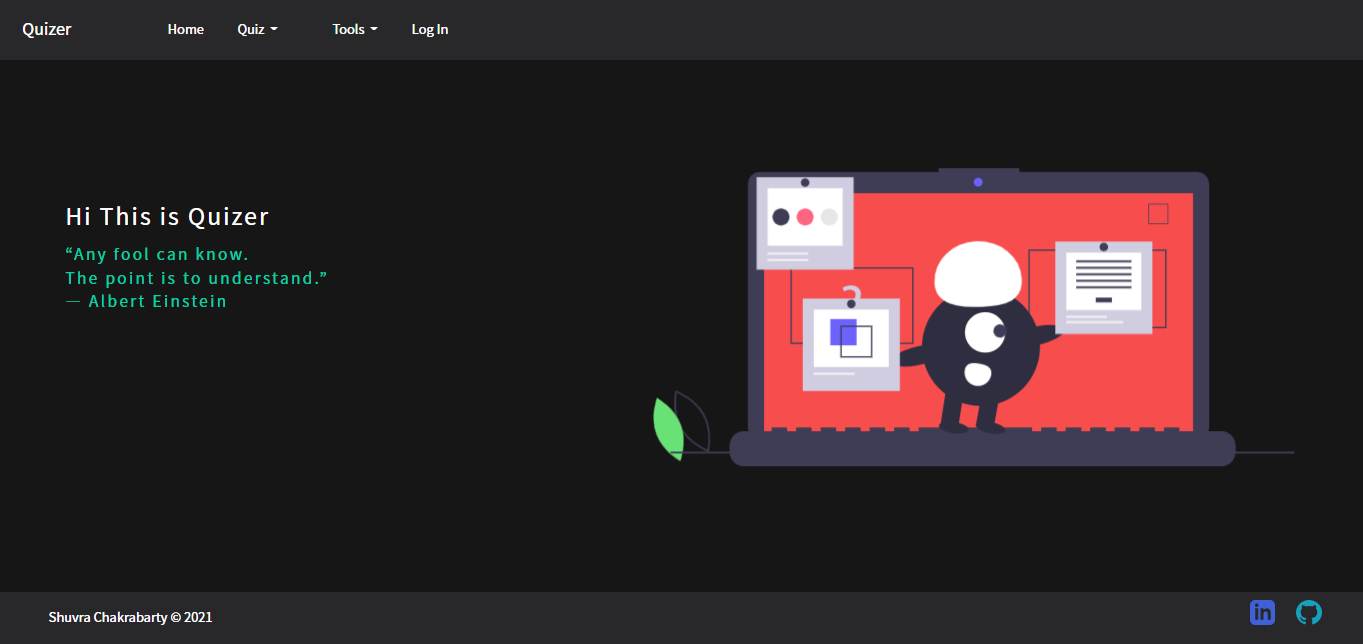 Quizer
Home
Quiz
Tools
Log In
Hi This is Quizer
“Any fool can know.
The point is to understand.”
— Albert Einstein
?
Shuvra Chakrabarty © 2021
in